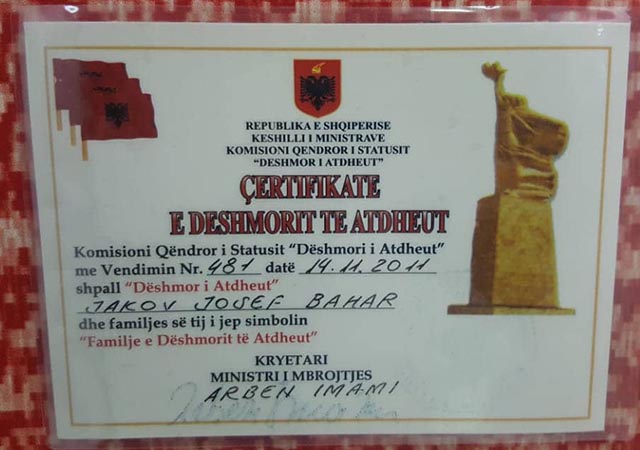 REPUBLIKA E SHQIPERISE
KESHILLI I MINISTRAVE
KOMISIONI QENDROR I STATUSIT
"DESHMOR I ATDHEUT"
ÇERTIFIKATE
E DESHMORIT TE ATDHEUT
Komisioni Qëndror i Statusit "Dëshmori i Atdheut"
me Vendimin Nr. 481 datë 14.11.2011
shpall "Dëshmor i Atdheut"
JAKOV JOSEF BAHAR
dhe familjes së tij i jep simbolin
"Familje e Dëshmorit të Atdheut"
KRYETARI
MINISTRI I MBROJTJES
ARBEN IMAMI